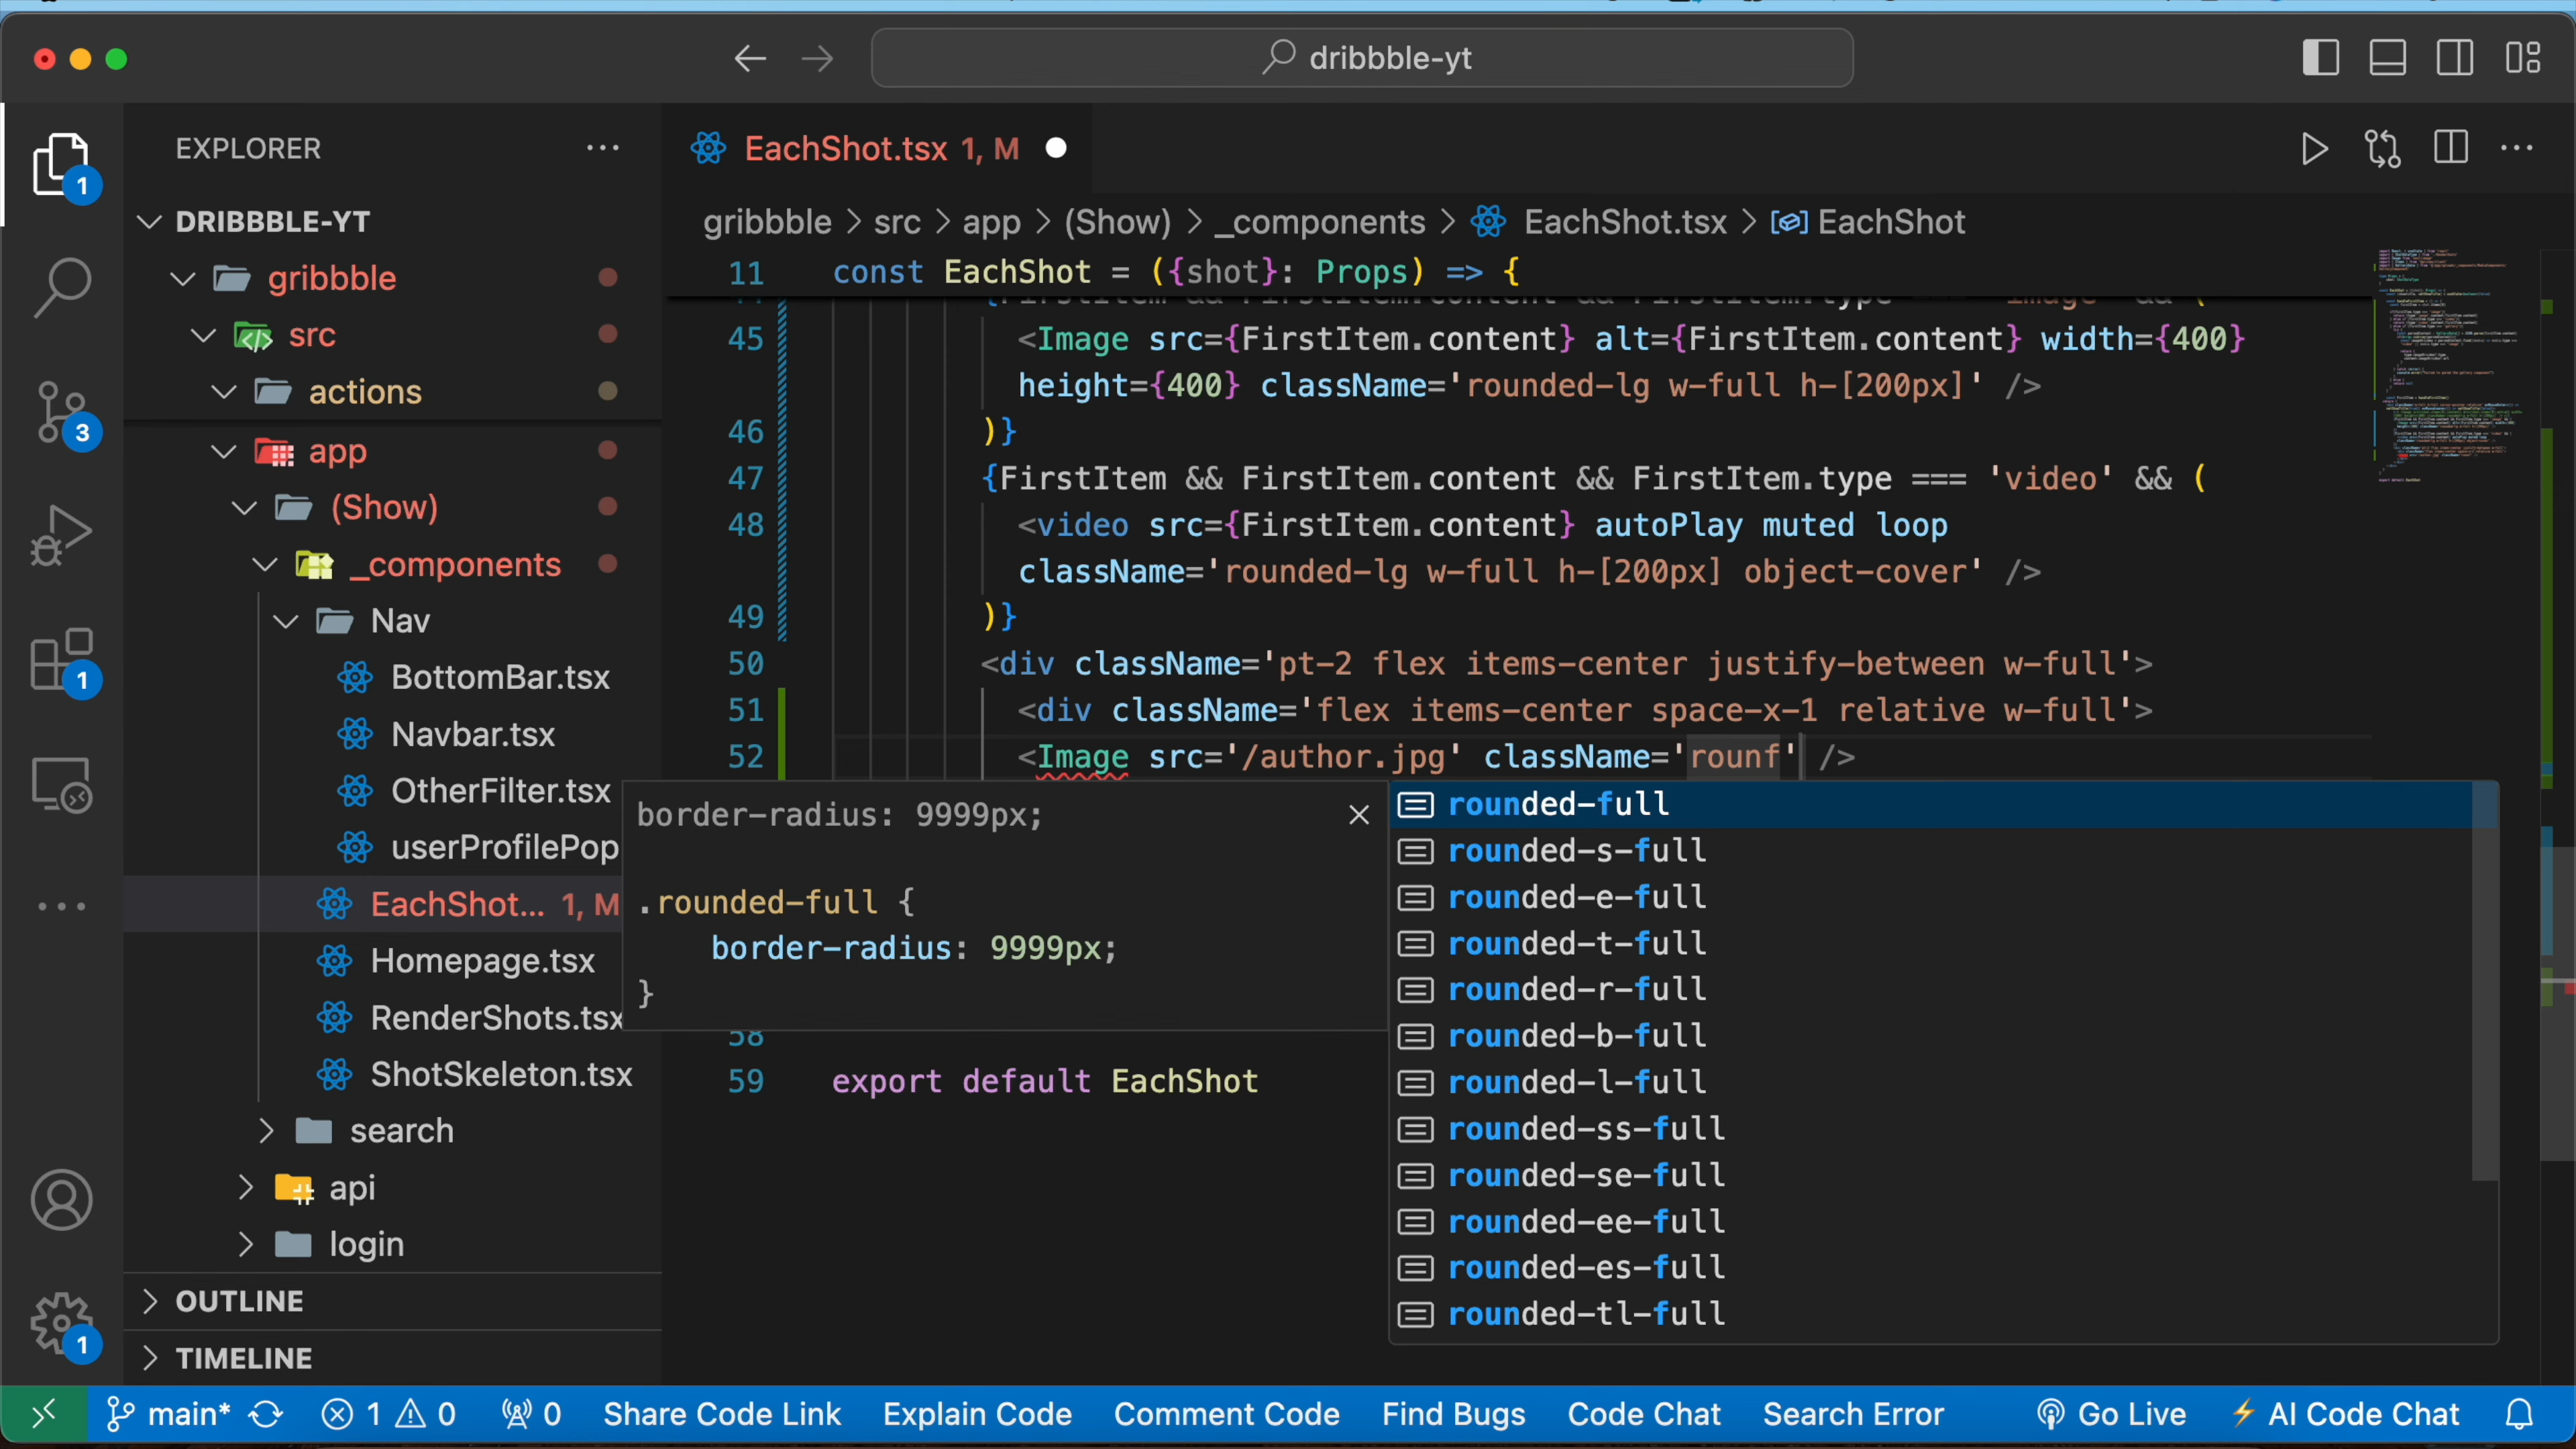 dribbble-yt
EXPLORER
EachShot.tsx 1, M
1
DRIBBBLE-YT
gribbble > src > app > (Show) > _components > EachShot.tsx > EachShot
gribbble
11 const EachShot = ({shot}: Props) => {
src
45 <Image src={FirstItem.content} alt={FirstItem.content} width={400}
height={400} className='rounded-lg w-full h-[200px]' />
actions
46 )}
3
app
47 {FirstItem && FirstItem.content && FirstItem.type === 'video' && (
(Show)
48 <video src={FirstItem.content} autoPlay muted loop
className='rounded-lg w-full h-[200px] object-cover' />
_components
49 )}
Nav
50 <div className='pt-2 flex items-center justify-between w-full'>
BottomBar.tsx
1
51 <div className='flex items-center space-x-1 relative w-full'>
Navbar.tsx
52 <Image src='/author.jpg' className='rounf' />
OtherFilter.tsx
userProfilePop
EachShot... 1, M
Homepage.tsx
RenderShots.tsx
ShotSkeleton.tsx
search
api
login
border-radius: 9999px;
.rounded-full {
border-radius: 9999px;
}
58
59 export default EachShot
rounded-full
rounded-s-full
rounded-e-full
rounded-t-full
rounded-r-full
rounded-b-full
rounded-l-full
rounded-ss-full
rounded-se-full
rounded-ee-full
rounded-es-full
rounded-tl-full
OUTLINE
1
TIMELINE
main* 1 0 0 Share Code Link Explain Code Comment Code Find Bugs Code Chat Search Error Go Live ⚡ AI Code Chat